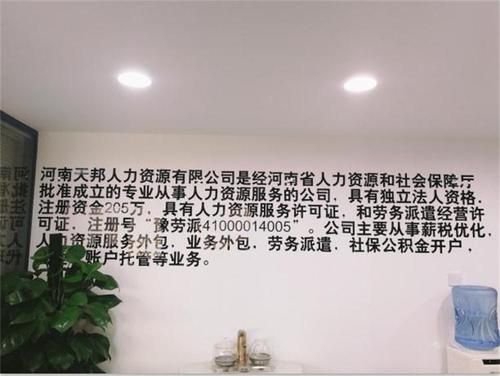 河南天邦人力资源有限公司是经河南省人力资源和社会保障厅
批准成立的专业从事人力资源服务的公司，具有独立法人资格，
注册资金205万，具有人力资源服务许可证，和劳务派遣经营许
可证，注册号“豫劳派41000014005”。公司主要从事薪税优化，
人力资源服务外包，业务外包，劳务派遣，社保公积金开户，
账户托管等业务。